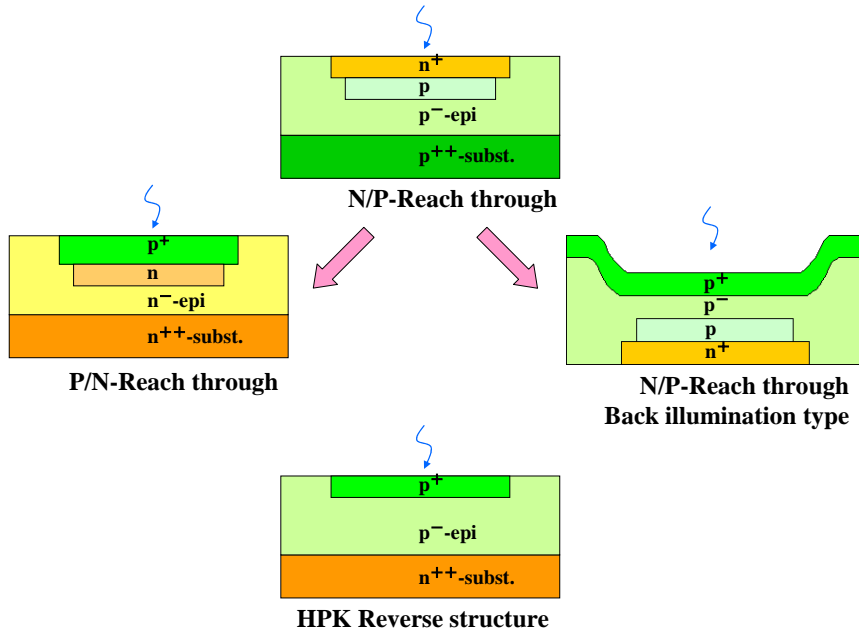 n+
p
p−-epi
p++-subst.
N/P-Reach through
p+
n
n−-epi
n++-subst.
P/N-Reach through
p+
p−
p
n+
N/P-Reach through
Back illumination type
p+
p−-epi
n++-subst.
HPK Reverse structure